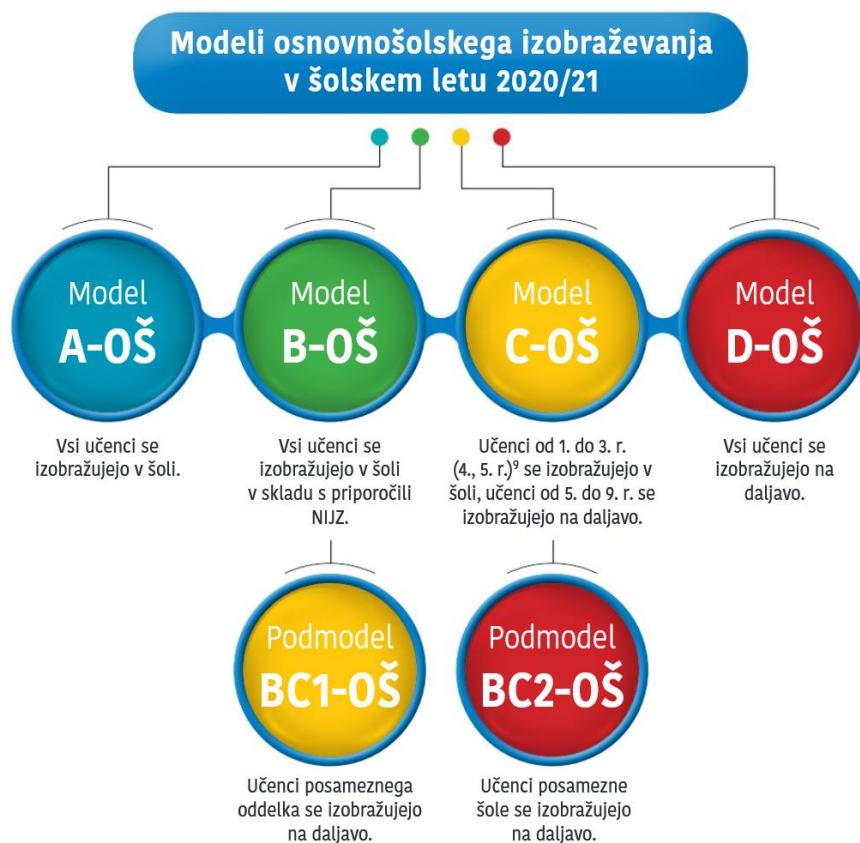 Modeli osnovnošolskega izobraževanja
v šolskem letu 2020/21
Model
A-OŠ
Vsi učenci se
izobražujejo v šoli.
Model
B-OŠ
Vsi učenci se
izobražujejo v šoli
v skladu s priporočili
NIJZ.
Model
C-OŠ
Učenci od 1. do 3. r.
(4., 5. r.)⁹ se izobražujejo v
šoli, učenci od 5. do 9. r. se
izobražujejo na daljavo.
Model
D-OŠ
Vsi učenci se
izobražujejo na
daljavo.
Podmodel
BC1-OŠ
Učenci posameznega
oddelka se izobražujejo
na daljavo.
Podmodel
BC2-OŠ
Učenci posamezne
šole se izobražujejo
na daljavo.